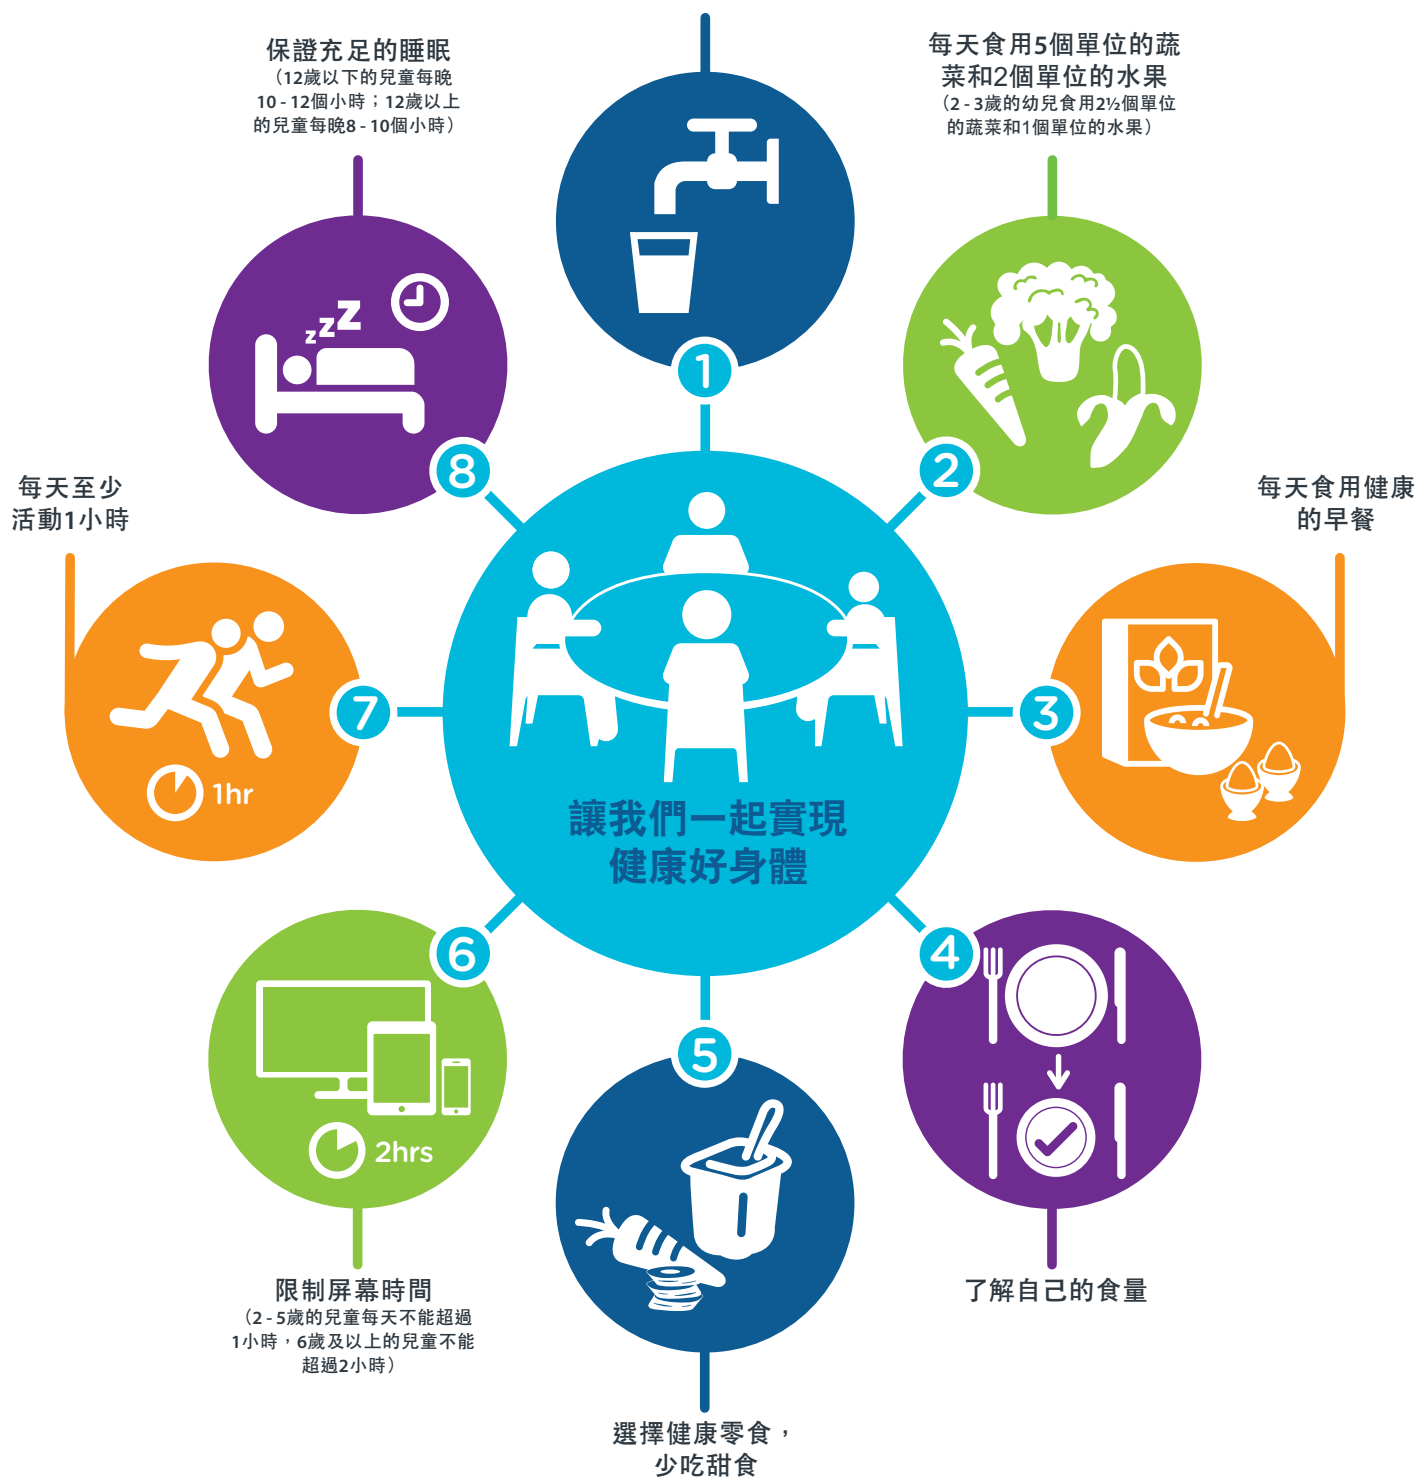 保證充足的睡眠
（12歲以下的兒童每晚
10 - 12個小時；12歲以上
的兒童每晚8 - 10個小時）
每天食用5個單位的蔬
菜和2個單位的水果
（2 - 3歲的幼兒食用2½個單位
的蔬菜和1個單位的水果）
zzz
1
8
2
每天至少
活動1小時
每天食用健康
的早餐
7
3
1hr
讓我們一起實現
健康好身體
6
4
5
2hrs
限制屏幕時間
（2 - 5歲的兒童每天不能超過
1小時，6歲及以上的兒童不能
超過2小時）
了解自己的食量
選擇健康零食，
少吃甜食